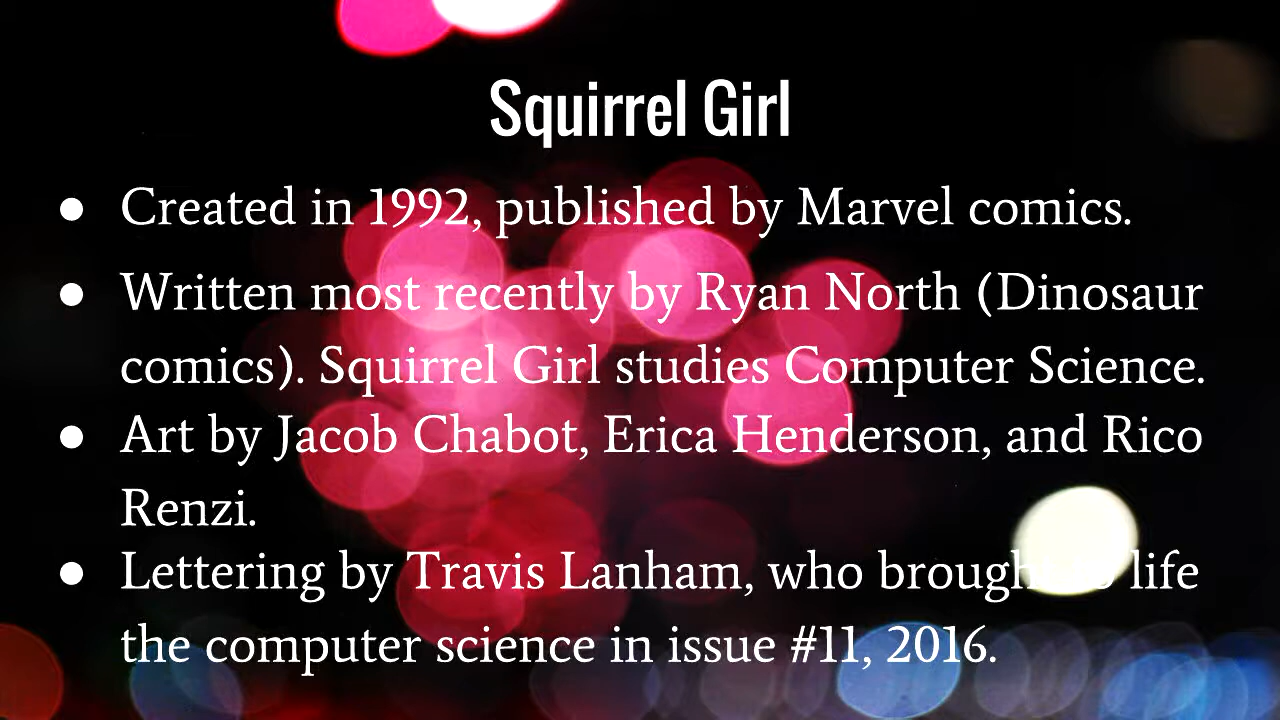 Squirrel Girl
● Created in 1992, published by Marvel comics.
● Written most recently by Ryan North (Dinosaur
comics). Squirrel Girl studies Computer Science.
● Art by Jacob Chabot, Erica Henderson, and Rico
Renzi.
● Lettering by Travis Lanham, who brought to life
the computer science in issue #11, 2016.